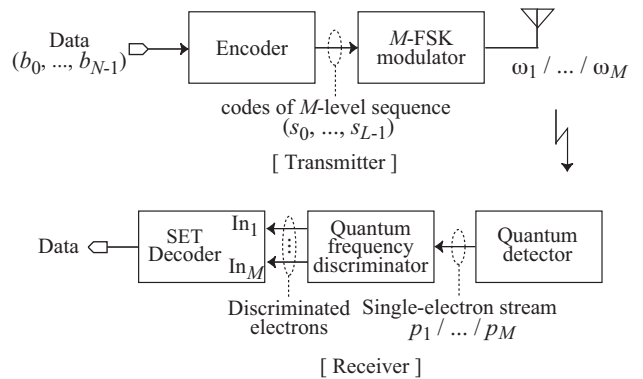 Data
(b0, ..., bN-1)
Encoder
M-FSK
modulator
ω1 / ... / ωM
codes of M-level sequence
(s0, ..., sL-1)
[ Transmitter ]
Data
SET
Decoder
In1
:
InM
Quantum
frequency
discriminator
Quantum
detector
Discriminated
electrons
Single-electron stream
p1 / ... / pM
[ Receiver ]